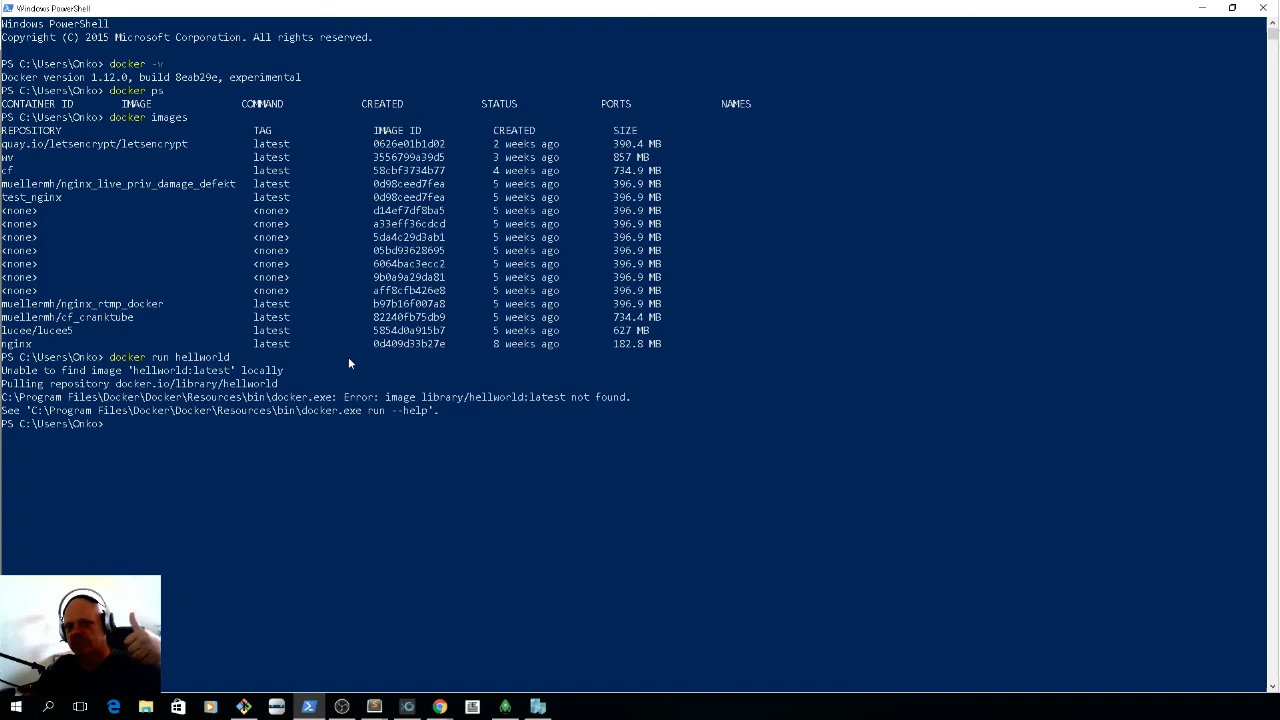 Windows PowerShell
Windows PowerShell
Copyright (C) 2015 Microsoft Corporation. All rights reserved.
PS C:\Users\Onko> docker -v
Docker version 1.12.0, build 8eab29e, experimental
PS C:\Users\Onko> docker ps
CONTAINER ID IMAGE COMMAND CREATED STATUS PORTS NAMES
PS C:\Users\Onko> docker images
REPOSITORY TAG IMAGE ID CREATED SIZE
quay.io/letsencrypt/letsencrypt latest 0626e01b1d02 2 weeks ago 390.4 MB
wv latest 3556799a39d5 3 weeks ago 857 MB
cf latest 58cbf3734b77 4 weeks ago 734.9 MB
muellermh/nginx_live_priv_damage_defekt latest 0d98ceed7fea 5 weeks ago 396.9 MB
test_nginx latest 0d98ceed7fea 5 weeks ago 396.9 MB
<none> <none> d14ef7df8ba5 5 weeks ago 396.9 MB
<none> <none> a33eff36cdcd 5 weeks ago 396.9 MB
<none> <none> 5da4c29d3ab1 5 weeks ago 396.9 MB
<none> <none> 05bd93628695 5 weeks ago 396.9 MB
<none> <none> 6064bac3ecc2 5 weeks ago 396.9 MB
<none> <none> 9b0a9a29da81 5 weeks ago 396.9 MB
<none> <none> aff8cfb426e8 5 weeks ago 396.9 MB
muellermh/nginx_rtmp_docker latest b97b16f007a8 5 weeks ago 396.9 MB
muellermh/cf_cranktube latest 82240fb75db9 5 weeks ago 734.4 MB
lucee/lucee5 latest 5854d0a915b7 5 weeks ago 627 MB
nginx latest 0d409d33b27e 8 weeks ago 182.8 MB
PS C:\Users\Onko> docker run hellworld
Unable to find image 'hellworld:latest' locally
Pulling repository docker.io/library/hellworld
C:\Program Files\Docker\Docker\Resources\bin\docker.exe: Error: image library/hellworld:latest not found.
See 'C:\Program Files\Docker\Docker\Resources\bin\docker.exe run --help'.
PS C:\Users\Onko>